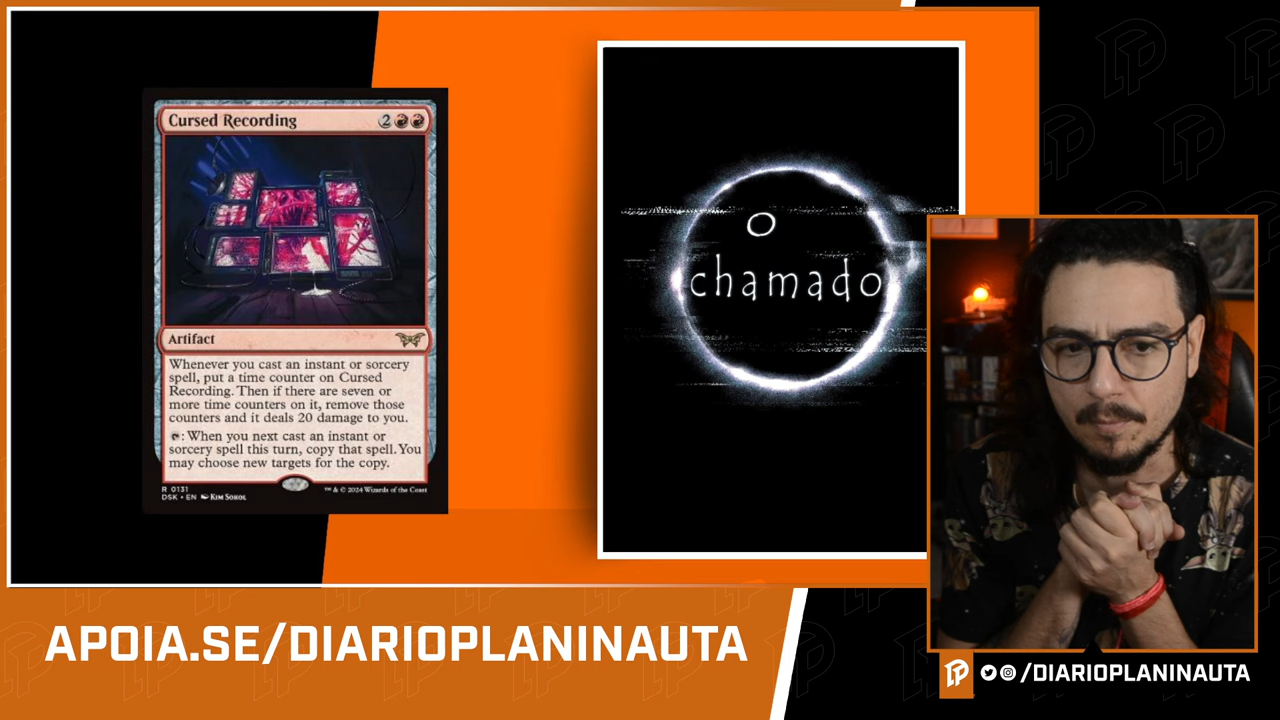 Cursed Recording 2
Artifact
Whenever you cast an instant or sorcery
spell, put a time counter on Cursed
Recording. Then if there are seven or
more time counters on it, remove those
counters and it deals 20 damage to you.
: When you next cast an instant or
sorcery spell this turn, copy that spell. You
may choose new targets for the copy.
R 0131
DSK • EN KIM SOKOL
™ & © 2024 Wizards of the Coast
O
chamado
APOIA.SE/DIARIOPLANINAUTA
/DIARIOPLANINAUTA